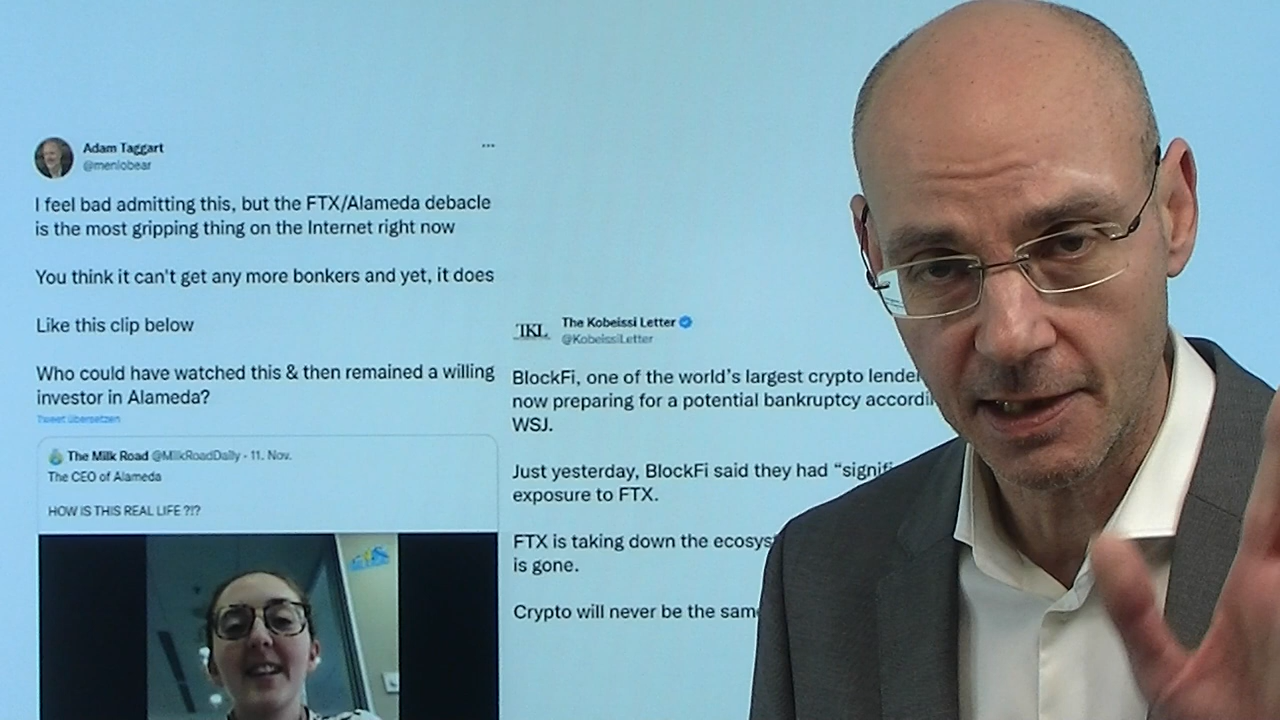 Adam Taggart
@menlobear
I feel bad admitting this, but the FTX/Alameda debacle
is the most gripping thing on the Internet right now
You think it can't get any more bonkers and yet, it does
Like this clip below
Who could have watched this & then remained a willing
investor in Alameda?
Tweet übersetzen
The Milk Road @MilkRoadDaily · 11. Nov.
The CEO of Alameda
HOW IS THIS REAL LIFE ?!?
TKL The Kobeissi Letter
@KobeissiLetter
BlockFi, one of the world's largest crypto
now preparing for a potential bankruptcy
WSJ.
Just yesterday, BlockFi said they had
exposure to FTX.
FTX is taking down the
is gone.
Crypto will never be the